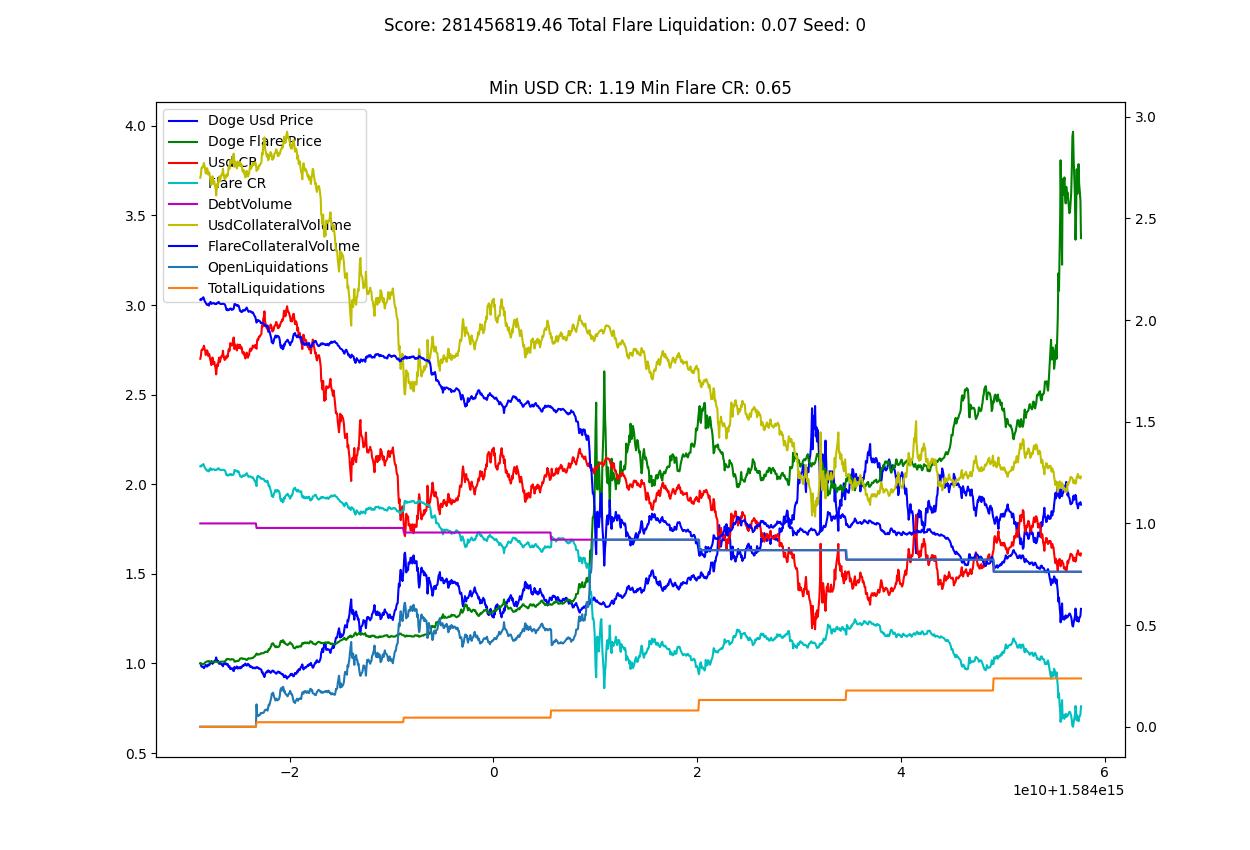 Score: 281456819.46 Total Flare Liquidation: 0.07 Seed: 0
Min USD CR: 1.19 Min Flare CR: 0.65
Doge Usd Price
Doge Flare Price
Usd CR
Flare CR
DebtVolume
UsdCollateralVolume
FlareCollateralVolume
OpenLiquidations
TotalLiquidations
4.0
3.5
3.0
2.5
2.0
1.5
1.0
0.5
3.0
2.5
2.0
1.5
1.0
0.5
0.0
−2 0 2 4 6
1e10+1.584e15